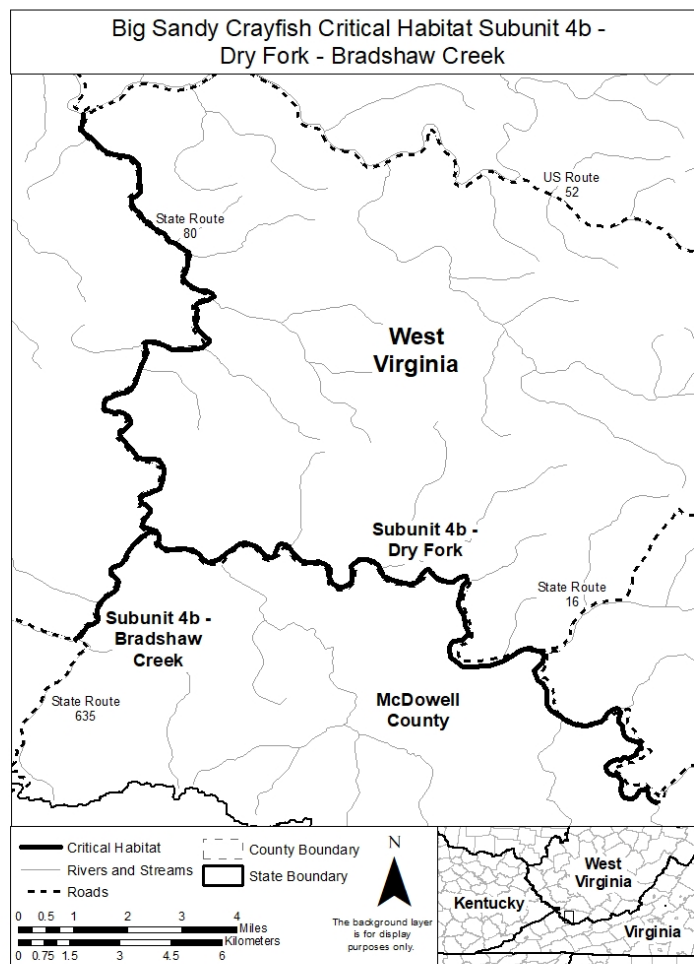 Big Sandy Crayfish Critical Habitat Subunit 4b -
Dry Fork - Bradshaw Creek
US Route
52
State Route
80
West
Virginia
Subunit 4b -
Dry Fork
State Route
16
Subunit 4b -
Bradshaw
Creek
State Route
635
McDowell
County
Critical Habitat
Rivers and Streams
Roads
County Boundary
State Boundary
0 0.5 1 2 3 4
Miles
Kilometers
0 0.75 1.5 3 4.5 6
N
The background layer
is for display
purposes only.
West
Virginia
Kentucky
Virginia